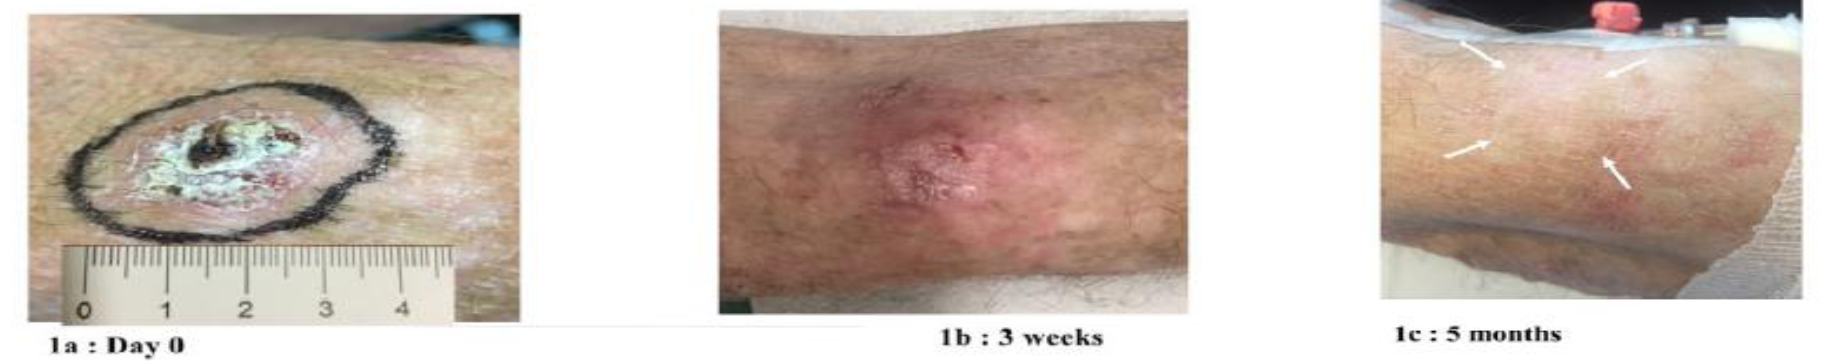 0 1 2 3 4
1a : Day 0
1b : 3 weeks
1c : 5 months